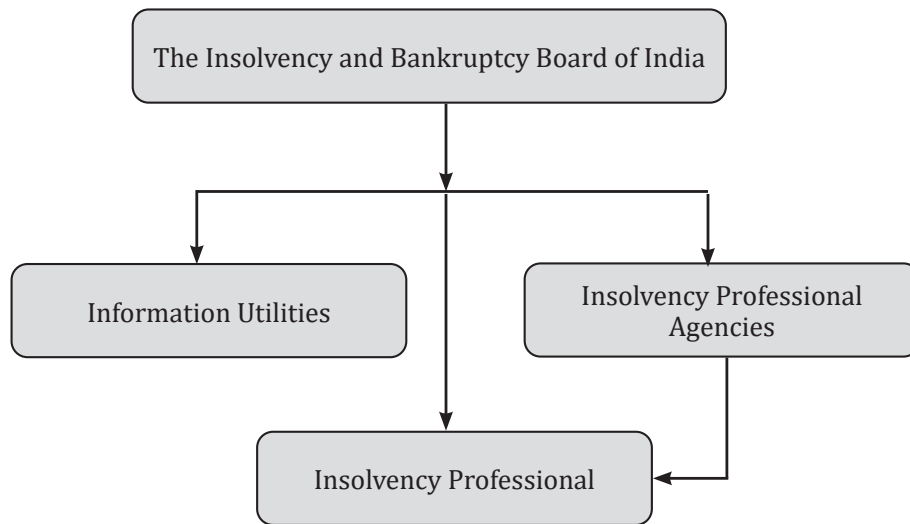 The Insolvency and Bankruptcy Board of India
Information Utilities
Insolvency Professional
Agencies
Insolvency Professional